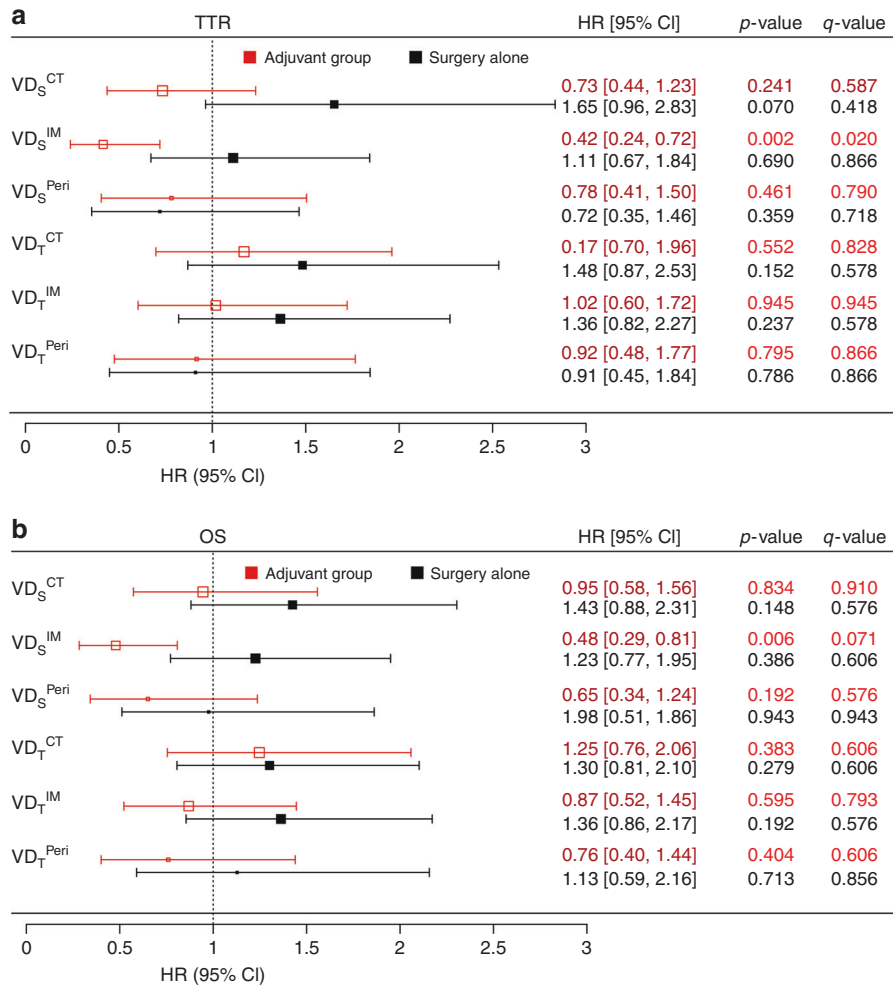 a
TTR HR [95% CI] p-value q-value
Adjuvant group Surgery alone
VD_S^CT 0.73 [0.44, 1.23] 0.241 0.587
1.65 [0.96, 2.83] 0.070 0.418
VD_S^IM 0.42 [0.24, 0.72] 0.002 0.020
1.11 [0.67, 1.84] 0.690 0.866
VD_S^Peri 0.78 [0.41, 1.50] 0.461 0.790
0.72 [0.35, 1.46] 0.359 0.718
VD_T^CT 0.17 [0.70, 1.96] 0.552 0.828
1.48 [0.87, 2.53] 0.152 0.578
VD_T^IM 1.02 [0.60, 1.72] 0.945 0.945
1.36 [0.82, 2.27] 0.237 0.578
VD_T^Peri 0.92 [0.48, 1.77] 0.795 0.866
0.91 [0.45, 1.84] 0.786 0.866
0 0.5 1 1.5 2 2.5 3
HR (95% CI)
b
OS HR [95% CI] p-value q-value
Adjuvant group Surgery alone
VD_S^CT 0.95 [0.58, 1.56] 0.834 0.910
1.43 [0.88, 2.31] 0.148 0.576
VD_S^IM 0.48 [0.29, 0.81] 0.006 0.071
1.23 [0.77, 1.95] 0.386 0.606
VD_S^Peri 0.65 [0.34, 1.24] 0.192 0.576
1.98 [0.51, 1.86] 0.943 0.943
VD_T^CT 1.25 [0.76, 2.06] 0.383 0.606
1.30 [0.81, 2.10] 0.279 0.606
VD_T^IM 0.87 [0.52, 1.45] 0.595 0.793
1.36 [0.86, 2.17] 0.192 0.576
VD_T^Peri 0.76 [0.40, 1.44] 0.404 0.606
1.13 [0.59, 2.16] 0.713 0.856
0 0.5 1 1.5 2 2.5 3
HR (95% CI)